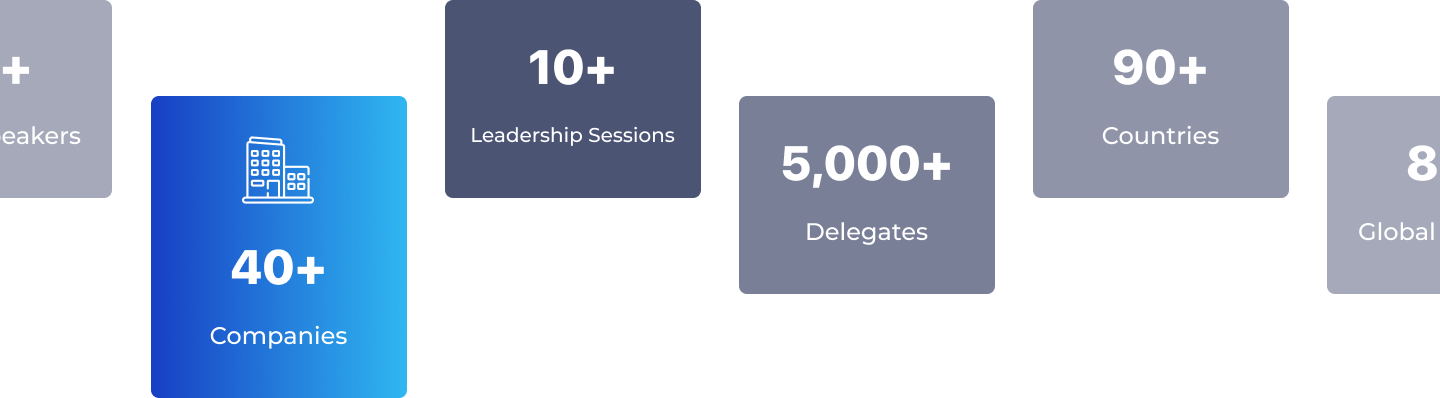 +
eakers
40+
Companies
10+
Leadership Sessions
5,000+
Delegates
90+
Countries
8
Global